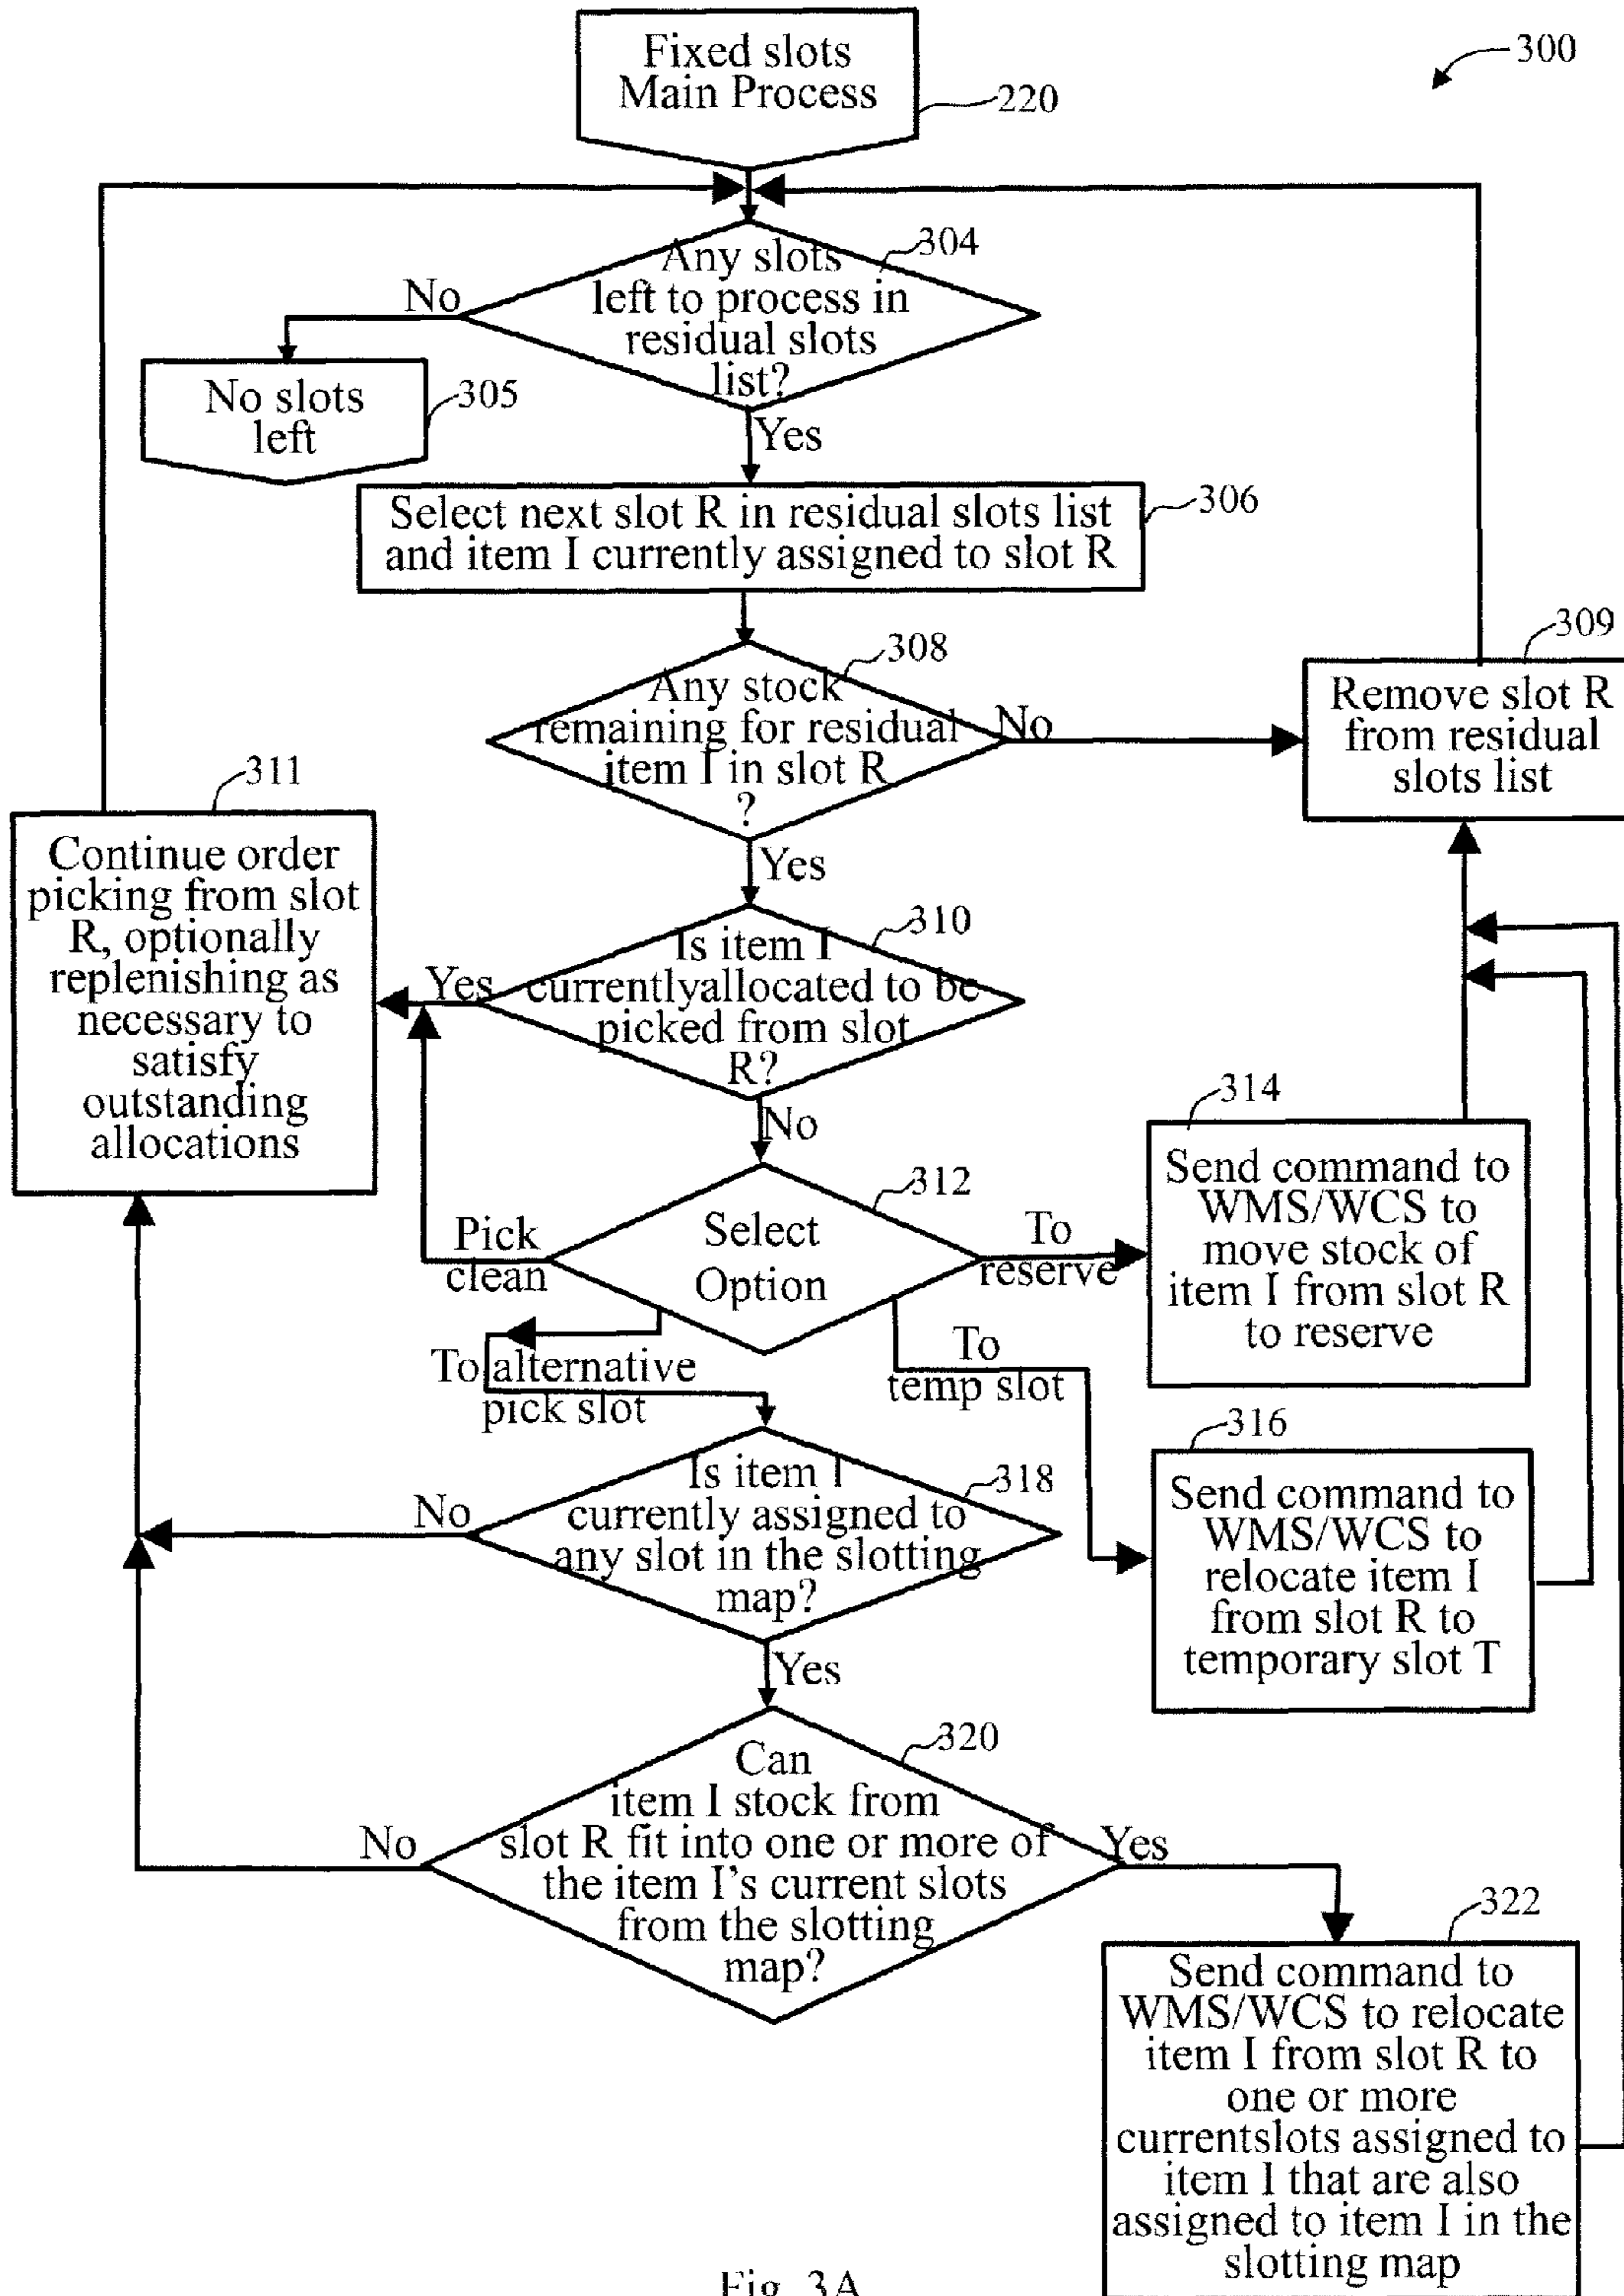 Fixed slots
Main Process
220
300
Any slots
left to process in
residual slots
list?
304
No
No slots
left
305
Yes
Select next slot R in residual slots list
and item I currently assigned to slot R
306
Any stock
remaining for residual
item I in slot R
?
308
No
309
Remove slot R
from residual
slots list
Yes
311
Continue order
picking from slot
R, optionally
replenishing as
necessary to
satisfy
outstanding
allocations
Is item I
currentlyallocated to be
picked from slot
R?
310
Yes
No
Select
Option
312
Pick
clean
To
reserve
314
Send command to
WMS/WCS to
move stock of
item I from slot R
to reserve
To alternative
pick slot
To
temp slot
316
Send command to
WMS/WCS to
relocate item I
from slot R to
temporary slot T
Is item I
currently assigned to
any slot in the slotting
map?
318
No
Yes
Can
item I stock from
slot R fit into one or more of
the item I's current slots
from the slotting
map?
320
No
Yes
322
Send command to
WMS/WCS to relocate
item I from slot R to
one or more
currentslots assigned to
item I that are also
assigned to item I in the
slotting map
Fig. 3A